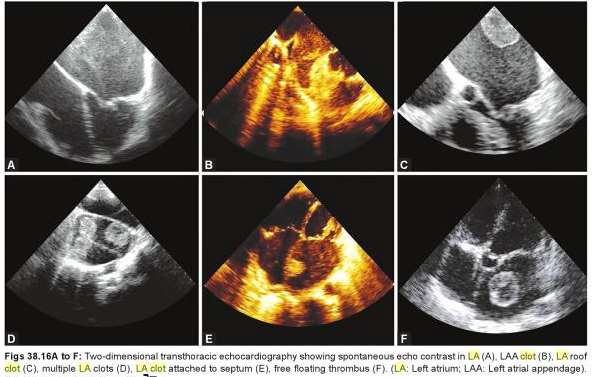 A
B
C
D
E
F
Figs 38.16A to F: Two-dimensional transthoracic echocardiography showing spontaneous echo contrast in LA (A), LAA clot (B), LA roof
clot (C), multiple LA clots (D), LA clot attached to septum (E), free floating thrombus (F). (LA: Left atrium; LAA: Left atrial appendage).